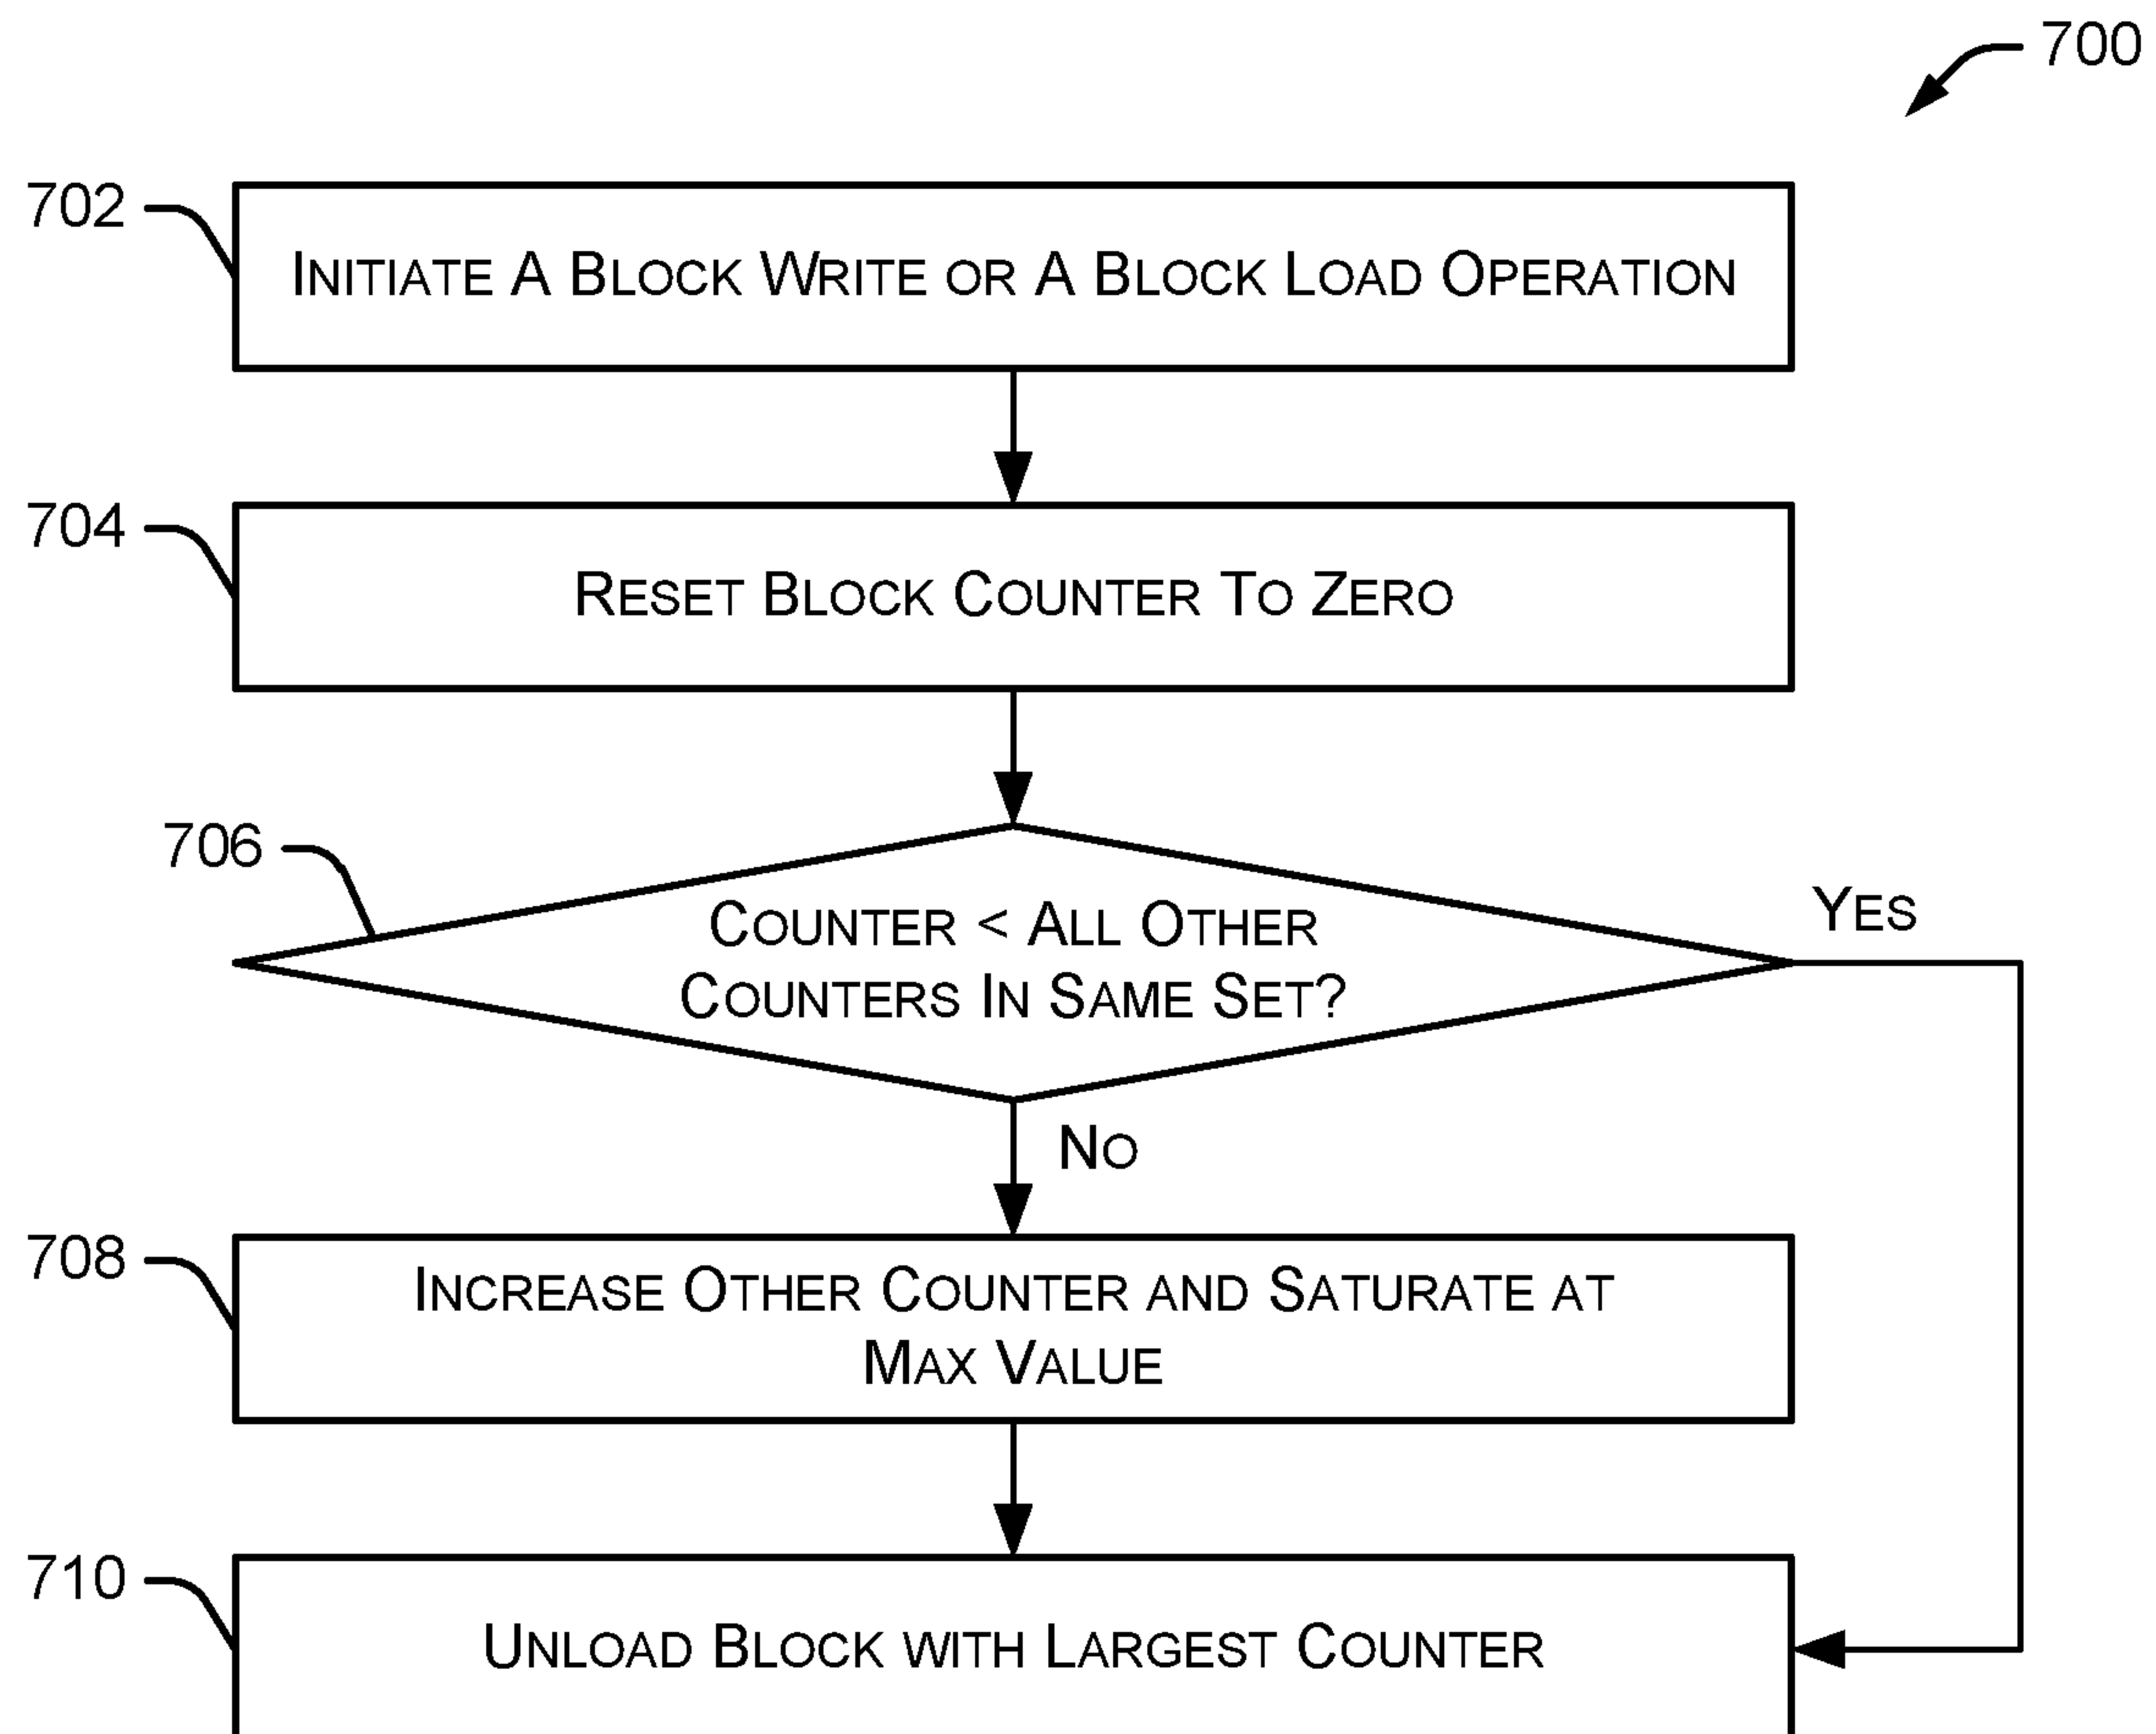 700
702
INITIATE A BLOCK WRITE OR A BLOCK LOAD OPERATION
704
RESET BLOCK COUNTER TO ZERO
706
COUNTER < ALL OTHER
COUNTERS IN SAME SET?
YES
NO
708
INCREASE OTHER COUNTER AND SATURATE AT
MAX VALUE
710
UNLOAD BLOCK WITH LARGEST COUNTER